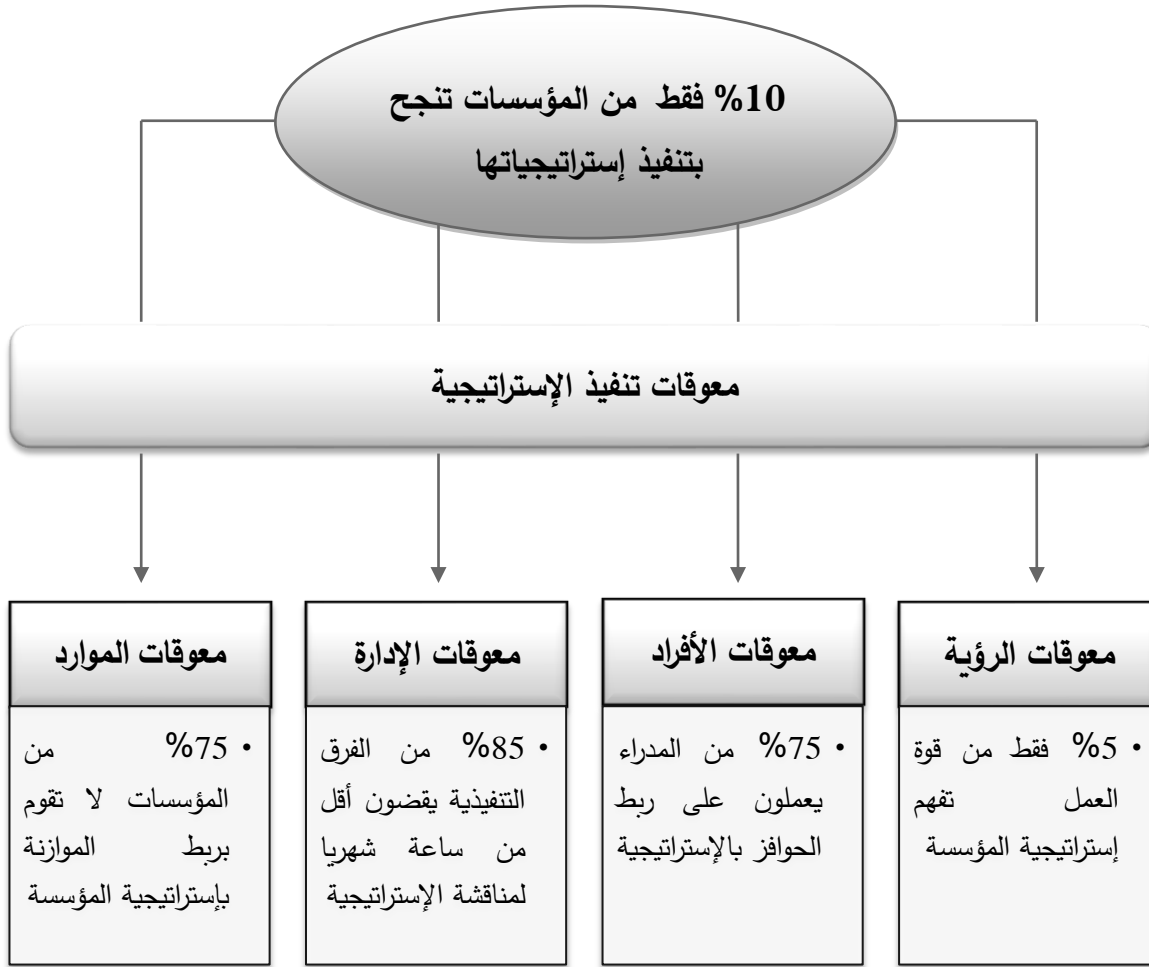 %10 فقط من المؤسسات تنجح
بتنفيذ إستراتيجياتها
معوقات تنفيذ الإستراتيجية
معوقات الرؤية
• %5 فقط من قوة
العمل تفهم
إستراتيجية المؤسسة
معوقات الأفراد
• %75 من المدراء
يعملون على ربط
الحوافز بالإستراتيجية
معوقات الإدارة
• %85 من الفرق
التنفيذية يقضون أقل
من ساعة شهريا
لمناقشة الإستراتيجية
معوقات الموارد
• %75 من
المؤسسات لا تقوم
بربط الموازنة
بإستراتيجية المؤسسة